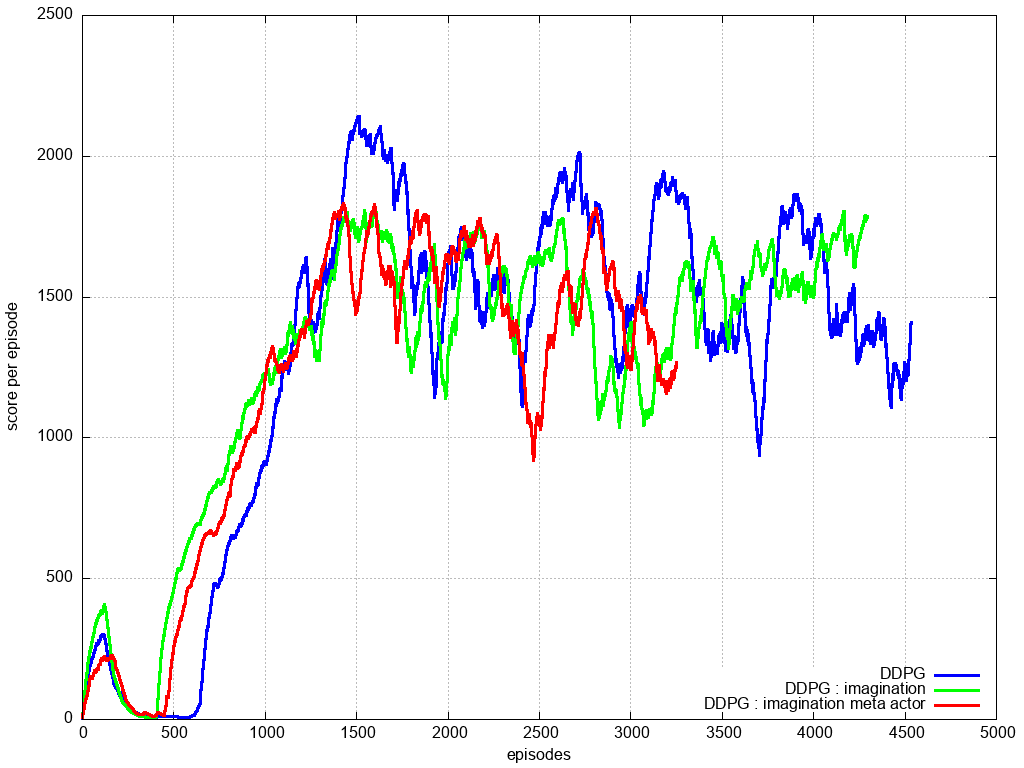 2500
2000
1500
1000
500
0
score per episode
0 500 1000 1500 2000 2500 3000 3500 4000 4500 5000
episodes
DDPG
DDPG : imagination
DDPG : imagination meta actor